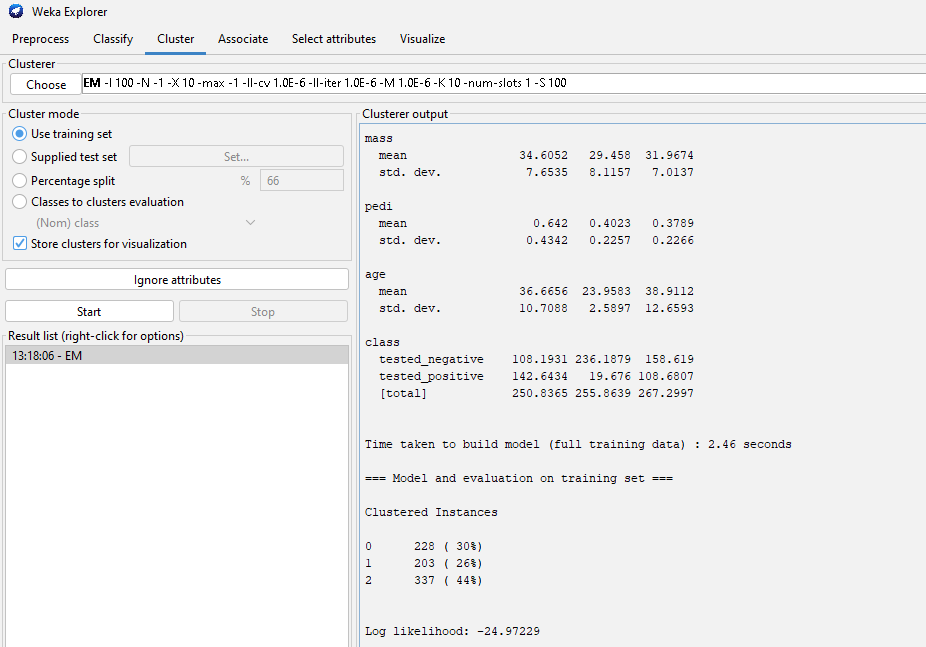 Weka Explorer
Preprocess Classify Cluster Associate Select attributes Visualize
Clusterer
Choose EM -I 100 -N -1 -X 10 -max -1 -ll-cv 1.0E-6 -ll-iter 1.0E-6 -M 1.0E-6 -K 10 -num-slots 1 -S 100
Cluster mode
Use training set
Supplied test set Set...
Percentage split % 66
Classes to clusters evaluation
(Nom) class
Store clusters for visualization
Ignore attributes
Start Stop
Result list (right-click for options)
13:18:06 - EM
Clusterer output
mass
mean 34.6052 29.458 31.9674
std. dev. 7.6535 8.1157 7.0137
pedi
mean 0.642 0.4023 0.3789
std. dev. 0.4342 0.2257 0.2266
age
mean 36.6656 23.9583 38.9112
std. dev. 10.7088 2.5897 12.6593
class
tested_negative 108.1931 236.1879 158.619
tested_positive 142.6434 19.676 108.6807
[total] 250.8365 255.8639 267.2997
Time taken to build model (full training data) : 2.46 seconds
=== Model and evaluation on training set ===
Clustered Instances
0 228 ( 30%)
1 203 ( 26%)
2 337 ( 44%)
Log likelihood: -24.97229